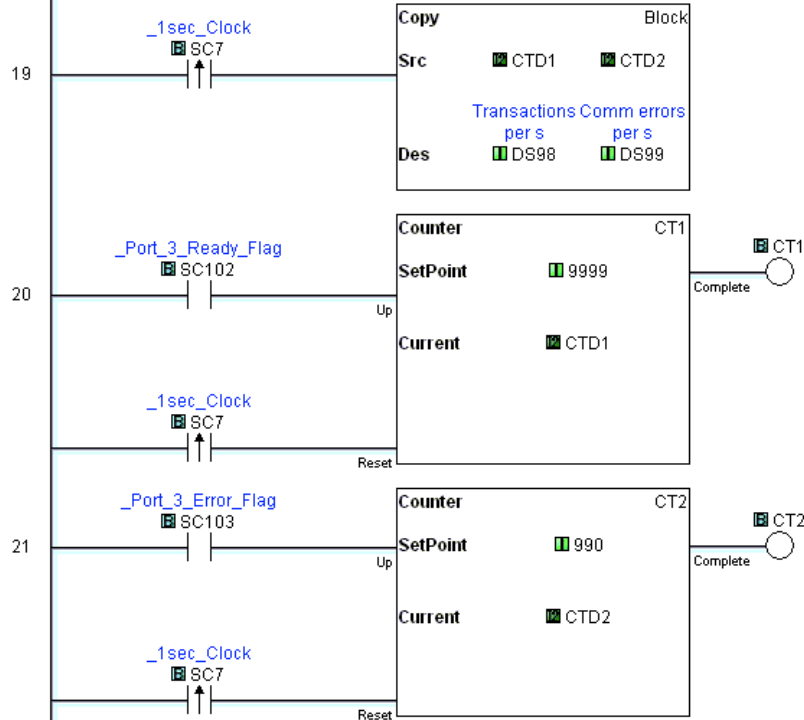 _1sec_Clock
SC7
19
Copy Block
Src CTD1 CTD2
Transactions Comm errors
per s per s
Des DS98 DS99
_Port_3_Ready_Flag
SC102
20
Up
Counter CT1
SetPoint 9999
Current CTD1
CT1
Complete
_1sec_Clock
SC7
Reset
_Port_3_Error_Flag
SC103
21
Up
Counter CT2
SetPoint 990
Current CTD2
CT2
Complete
_1sec_Clock
SC7
Reset